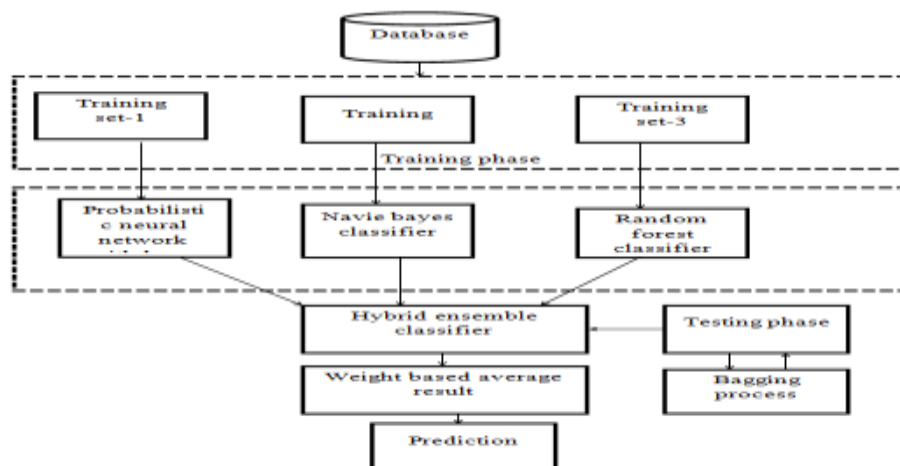 Database
Training
set-1
Training
Training
set-3
Training phase
Probabilisti
c neural
network
Navie bayes
classifier
Random
forest
classifier
Hybrid ensemble
classifier
Testing phase
Weight based average
result
Bagging
process
Prediction